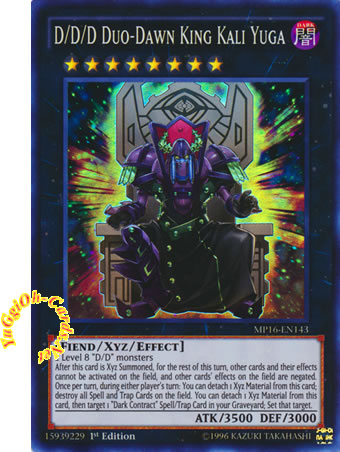 D/D/D DUO-DAWN KING KALI YUGA
DARK
闇
MP16-EN143
[FIEND/XYZ/EFFECT]
Level 8 "D/D" monsters
After this card is Xyz Summoned, for the rest of this turn, other cards and their effects
cannot be activated on the field, and other cards' effects on the field are negated.
Once per turn, during either player's turn: You can detach 1 Xyz Material from this card;
destroy all Spell and Trap Cards on the field. You can detach 1 Xyz Material from this
card, then target 1 "Dark Contract" Spell/Trap Card in your Graveyard; Set that target.
ATK/3500 DEF/3000
15939229 1st Edition
©1996 KAZUKI TAKAHASHI
YuGgiOh-Cards.Net